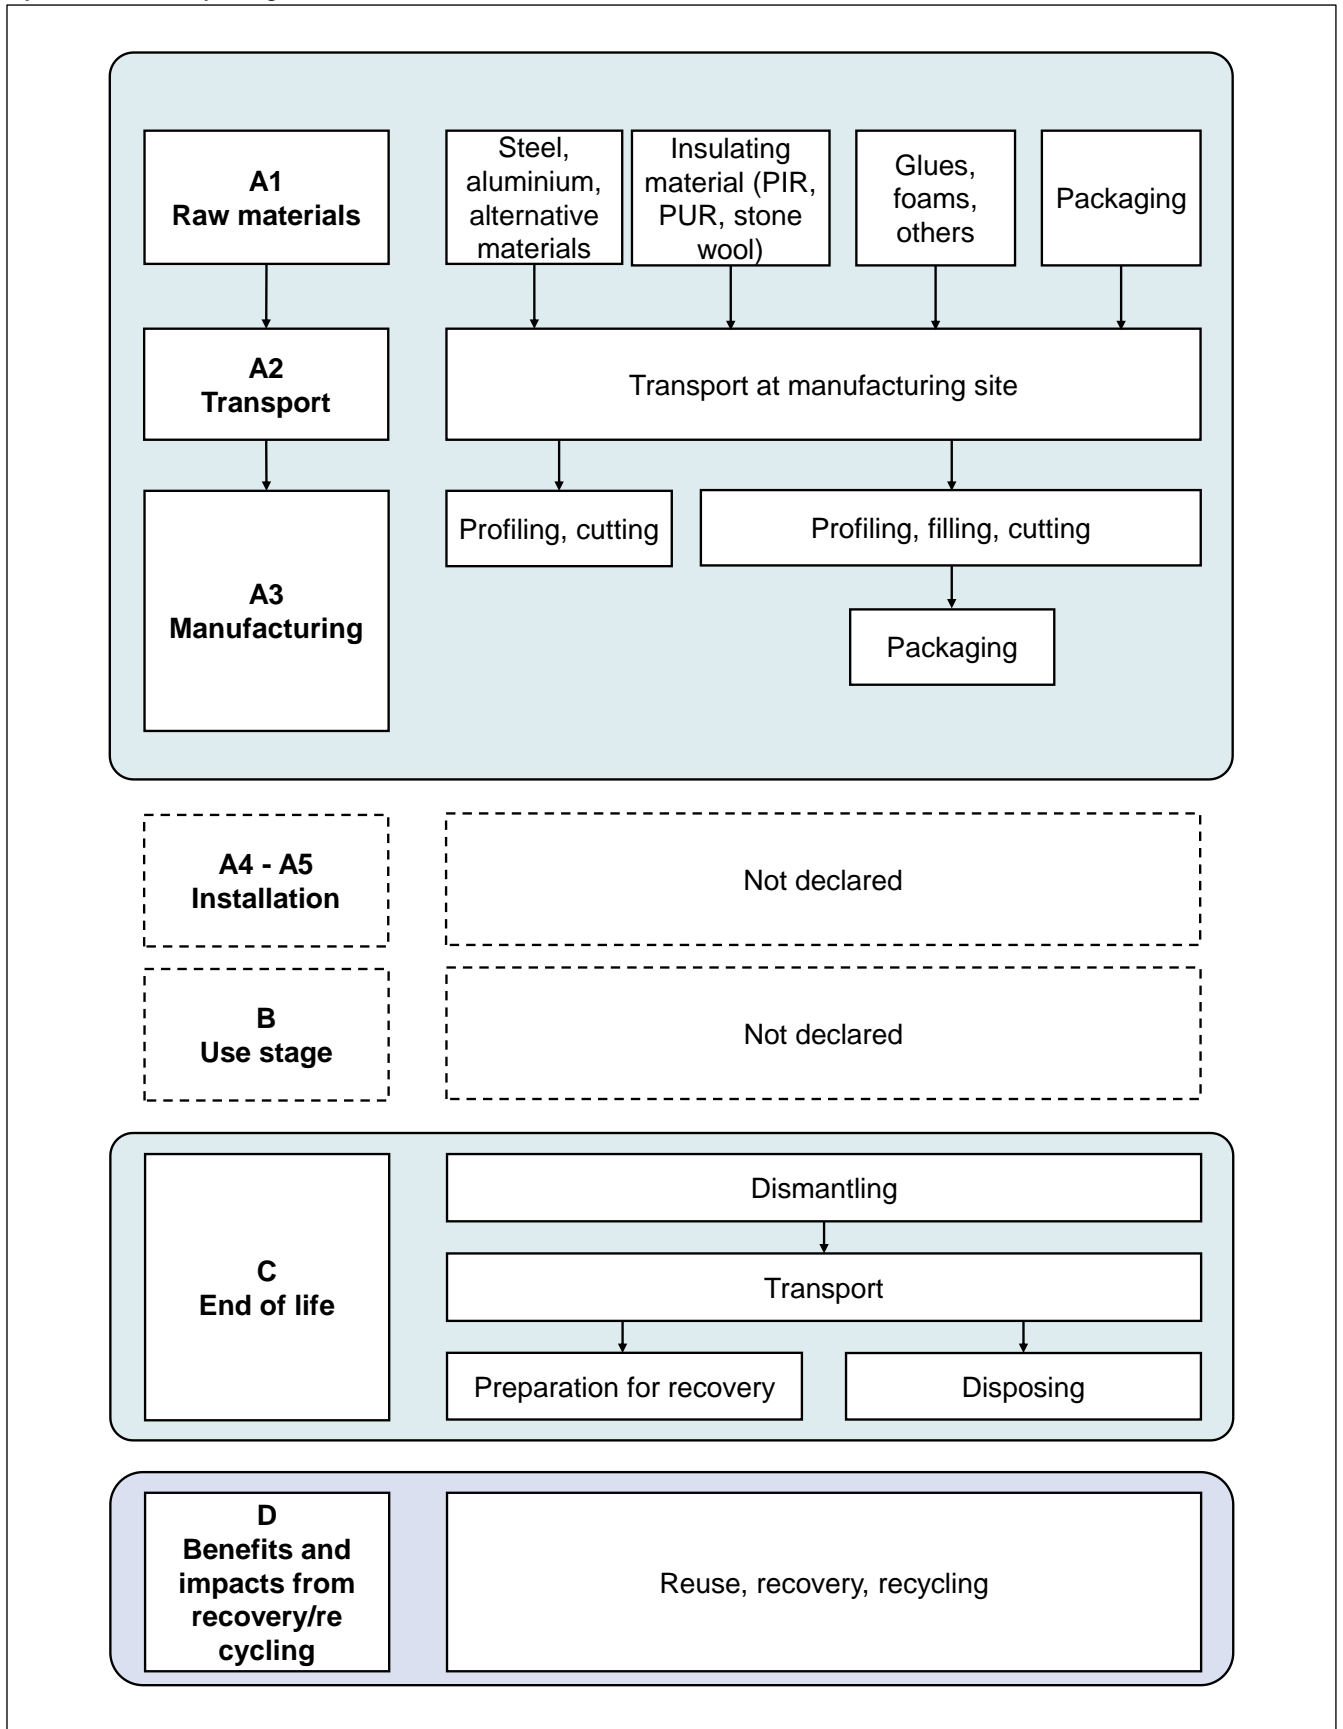 A1
Raw materials
Steel,
aluminium,
alternative
materials
Insulating
material (PIR,
PUR, stone
wool)
Glues,
foams,
others
Packaging
A2
Transport
Transport at manufacturing site
A3
Manufacturing
Profiling, cutting
Profiling, filling, cutting
Packaging
A4 - A5
Installation
Not declared
B
Use stage
Not declared
C
End of life
Dismantling
Transport
Preparation for recovery
Disposing
D
Benefits and
impacts from
recovery/re
cycling
Reuse, recovery, recycling